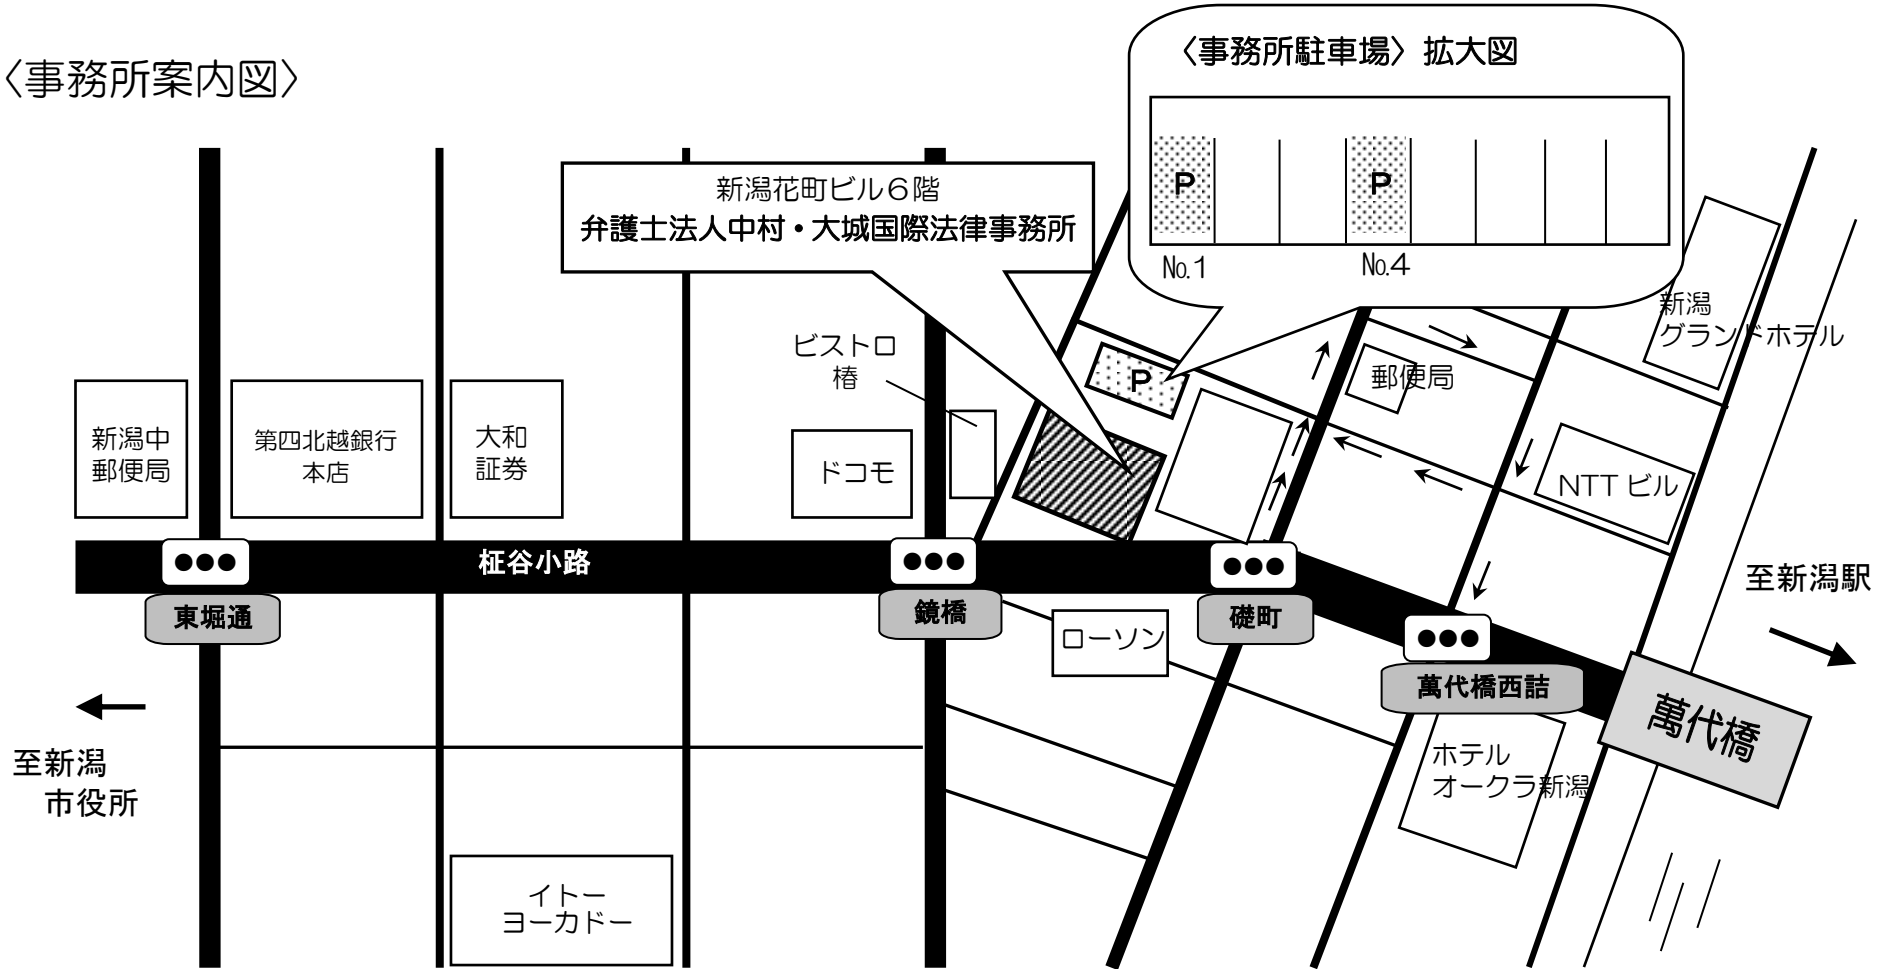 〈事務所案内図〉
〈事務所駐車場〉拡大図
P
P
№1
№4
新潟花町ビル6階
弁護士法人中村・大城国際法律事務所
新潟
グランドホテル
ビストロ
椿
P
郵便局
新潟中
郵便局
第四北越銀行
本店
大和
証券
ドコモ
NTTビル
柾谷小路
至新潟駅
東堀通
鏡橋
礎町
ローソン
萬代橋西詰
萬代橋
至新潟
市役所
ホテル
オークラ新潟
イトー
ヨーカドー